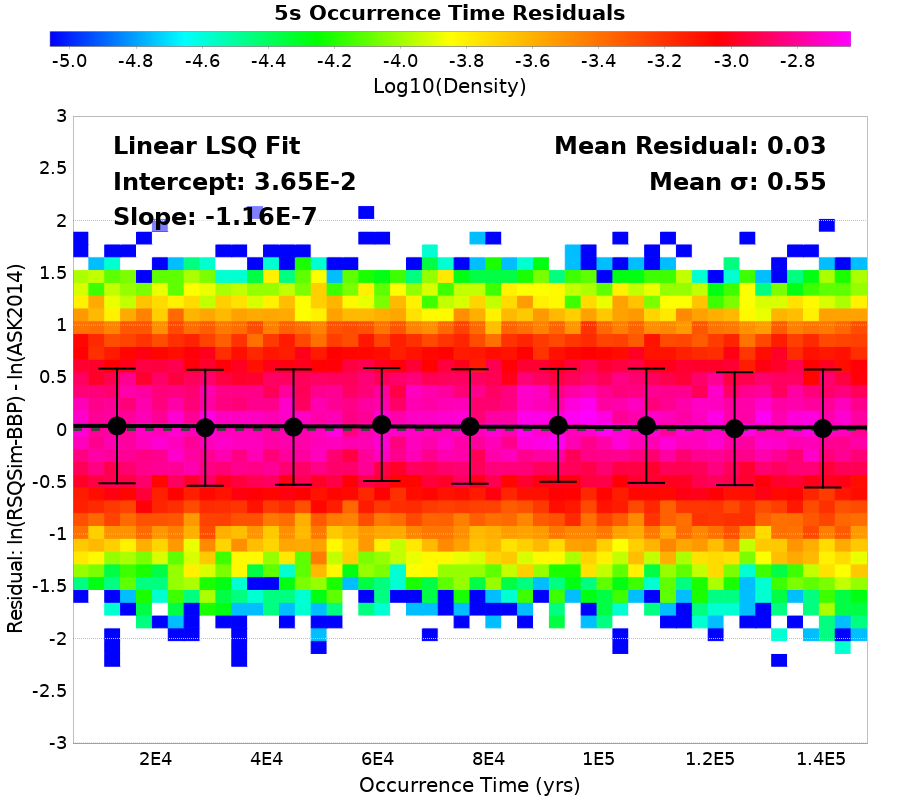 5s Occurrence Time Residuals
-5.0 -4.8 -4.6 -4.4 -4.2 -4.0 -3.8 -3.6 -3.4 -3.2 -3.0 -2.8
Log10(Density)
Linear LSQ Fit
Intercept: 3.65E-2
Slope: -1.16E-7
Mean Residual: 0.03
Mean σ: 0.55
Residual: ln(RSQSim-BBP) - ln(ASK2014)
3
2.5
2
1.5
1
0.5
0
-0.5
-1
-1.5
-2
-2.5
-3
2E4 4E4 6E4 8E4 1E5 1.2E5 1.4E5
Occurrence Time (yrs)